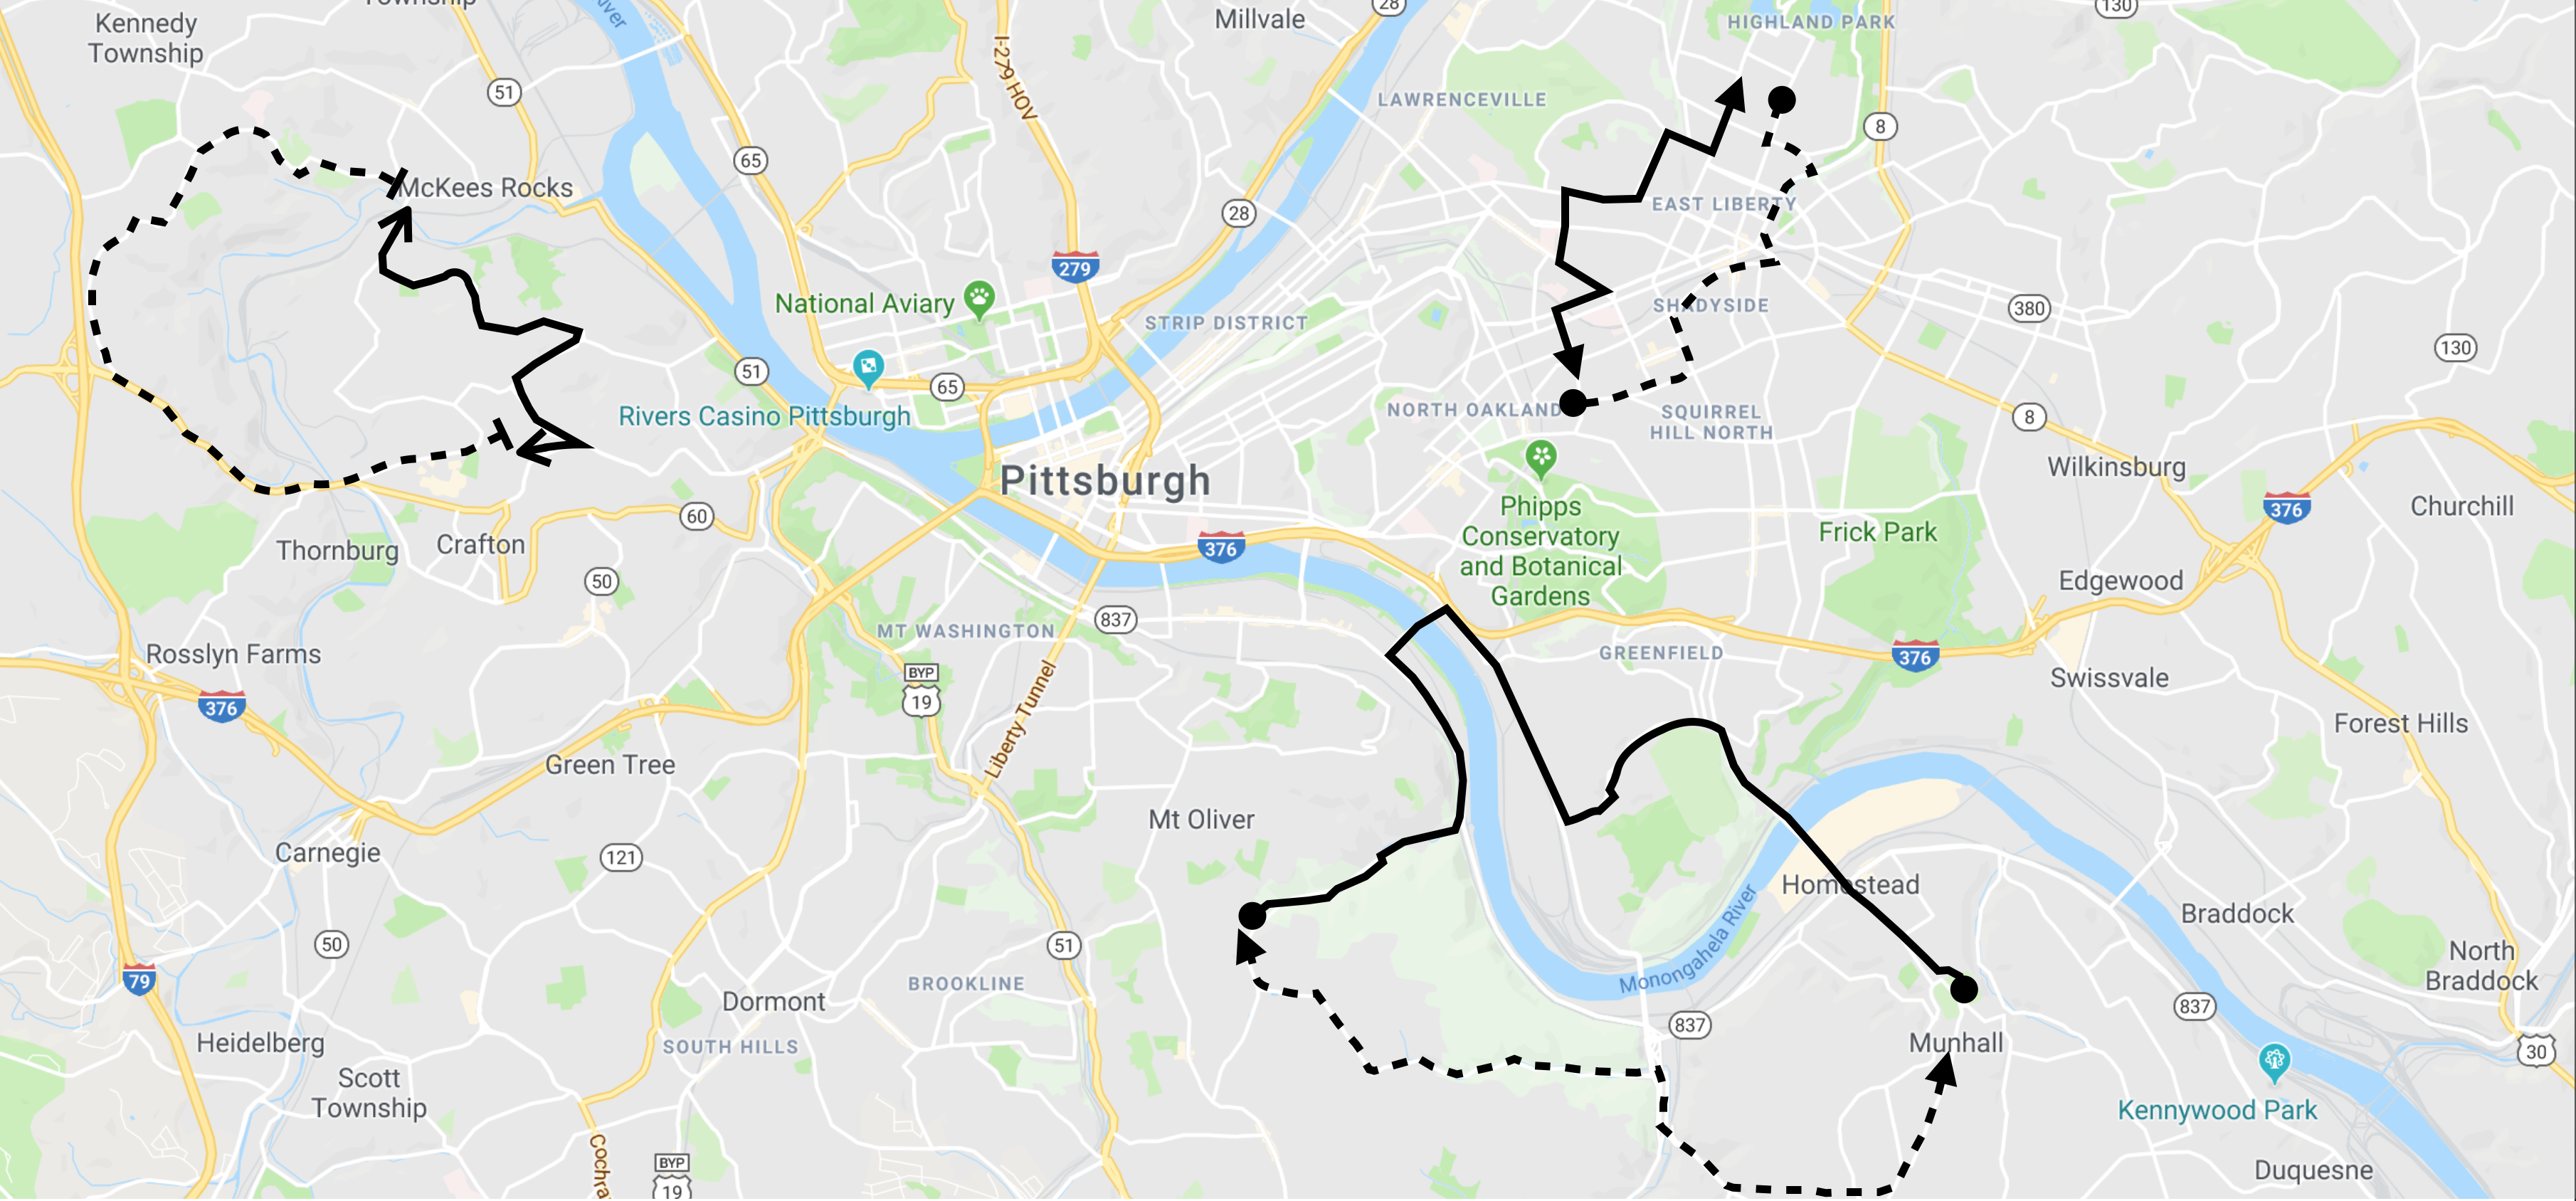 Kennedy
Township
Township
River
Millvale
28
130
HIGHLAND PARK
I-279 HOV
51
LAWRENCEVILLE
8
65
McKees Rocks
EAST LIBERTY
28
279
National Aviary
STRIP DISTRICT
SHADYSIDE
380
130
51
65
Rivers Casino Pittsburgh
NORTH OAKLAND
SQUIRREL
HILL NORTH
8
Pittsburgh
Wilkinsburg
Phipps
Conservatory
and Botanical
Gardens
Frick Park
376
Churchill
60
Thornburg
Crafton
376
50
Edgewood
837
MT WASHINGTON
Rosslyn Farms
GREENFIELD
376
Swissvale
BYP
19
376
Liberty Tunnel
Forest Hills
Green Tree
Mt Oliver
Carnegie
121
Homestead
Braddock
50
51
Monongahela River
North
Braddock
79
BROOKLINE
Dormont
837
837
Heidelberg
SOUTH HILLS
Munhall
30
Scott
Township
Kennywood Park
Cochra
BYP
19
Duquesne